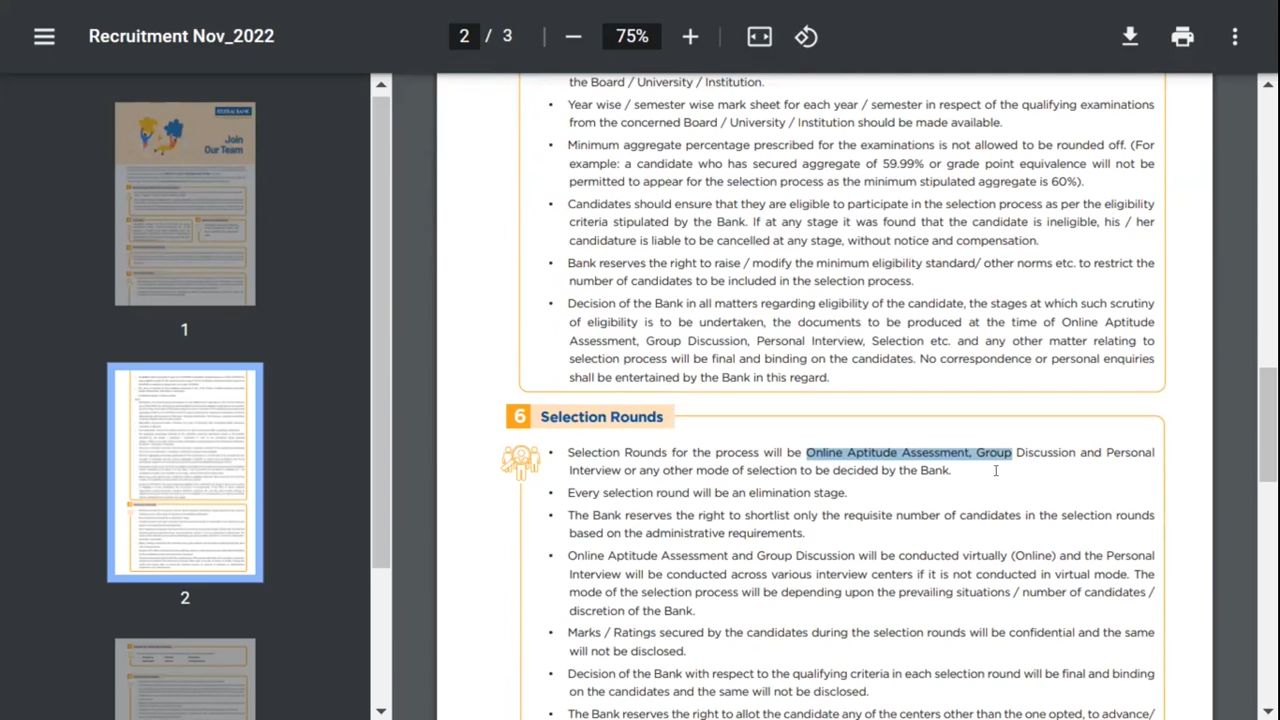 Recruitment Nov_2022
2 / 3
75%
FEDERAL BANK
Join
Our Team
1
2
the Board / University / Institution.
• Year wise / semester wise mark sheet for each year / semester in respect of the qualifying examinations
from the concerned Board / University / Institution should be made available.
• Minimum aggregate percentage prescribed for the examinations is not allowed to be rounded off. (For
example: a candidate who has secured aggregate of 59.99% or grade point equivalence will not be
permitted to appear for the selection process as the minimum stipulated aggregate is 60%).
• Candidates should ensure that they are eligible to participate in the selection process as per the eligibility
criteria stipulated by the Bank. If at any stage it was found that the candidate is ineligible, his / her
candidature is liable to be cancelled at any stage, without notice and compensation.
• Bank reserves the right to raise / modify the minimum eligibility standard/ other norms etc. to restrict the
number of candidates to be included in the selection process.
• Decision of the Bank in all matters regarding eligibility of the candidate, the stages at which such scrutiny
of eligibility is to be undertaken, the documents to be produced at the time of Online Aptitude
Assessment, Group Discussion, Personal Interview, Selection etc. and any other matter relating to
selection process will be final and binding on the candidates. No correspondence or personal enquiries
shall be entertained by the Bank in this regard.
6 Selection Rounds
• Selection Rounds for the process will be Online Aptitude Assessment, Group Discussion and Personal
Interview or any other mode of selection to be decided by the Bank.
• Every selection round will be an elimination stage.
• The Bank reserves the right to shortlist only the required number of candidates in the selection rounds
based on the administrative requirements.
• Online Aptitude Assessment and Group Discussion will be conducted virtually (Online) and the Personal
Interview will be conducted across various interview centers if it is not conducted in virtual mode. The
mode of the selection process will be depending upon the prevailing situations / number of candidates /
discretion of the Bank.
• Marks / Ratings secured by the candidates during the selection rounds will be confidential and the same
will not be disclosed.
• Decision of the Bank with respect to the qualifying criteria in each selection round will be final and binding
on the candidates and the same will not be disclosed.
• The Bank reserves the right to allot the candidate any of the centers other than the one opted, to advance/